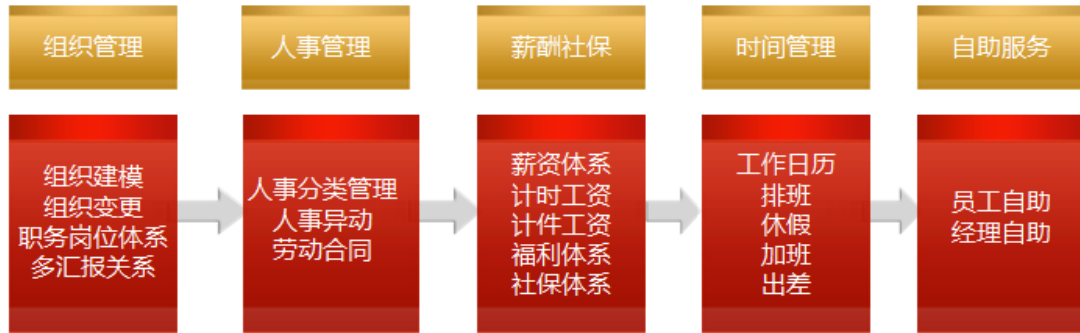 组织管理
人事管理
薪酬社保
时间管理
自助服务
组织建模
组织变更
职务岗位体系
多汇报关系
人事分类管理
人事异动
劳动合同
薪资体系
计时工资
计件工资
福利体系
社保体系
工作日历
排班
休假
加班
出差
员工自助
经理自助